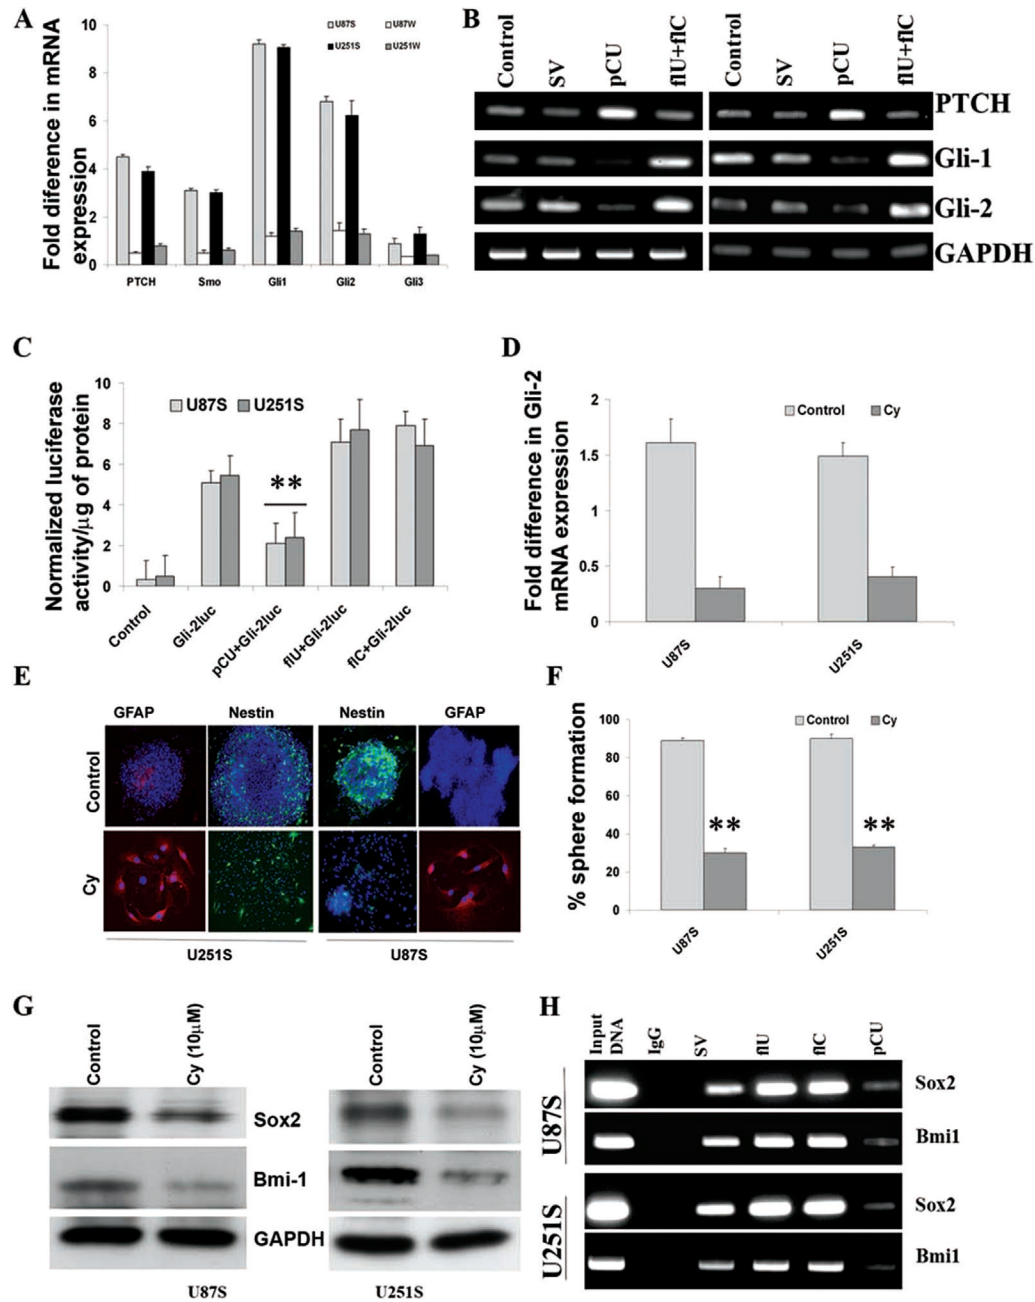 A
Fold diference in mRNA
expression
10
8
6
4
2
0
U87S
U87W
U251S
U251W
PTCH
Smo
Gli1
Gli2
Gli3
B
Control
SV
pCU
flU+flC
Control
SV
pCU
flU+flC
PTCH
Gli-1
Gli-2
GAPDH
C
Normalized luciferase
activity/µg of protein
10
8
6
4
2
0
U87S
U251S
**
Control
Gli-2luc
pCU+Gli-2luc
flU+Gli-2luc
flC+Gli-2luc
D
Fold difference in Gli-2
mRNA expression
2
1.5
1
0.5
0
Control
Cy
U87S
U251S
E
GFAP
Nestin
Nestin
GFAP
Control
Cy
U251S
U87S
F
% sphere formation
100
80
60
40
20
0
Control
Cy
**
**
U87S
U251S
G
Control
Cy (10µM)
Control
Cy (10µM)
Sox2
Bmi-1
GAPDH
U87S
U251S
H
Input
DNA
IgG
SV
flU
flC
pCU
U87S
Sox2
Bmi1
U251S
Sox2
Bmi1